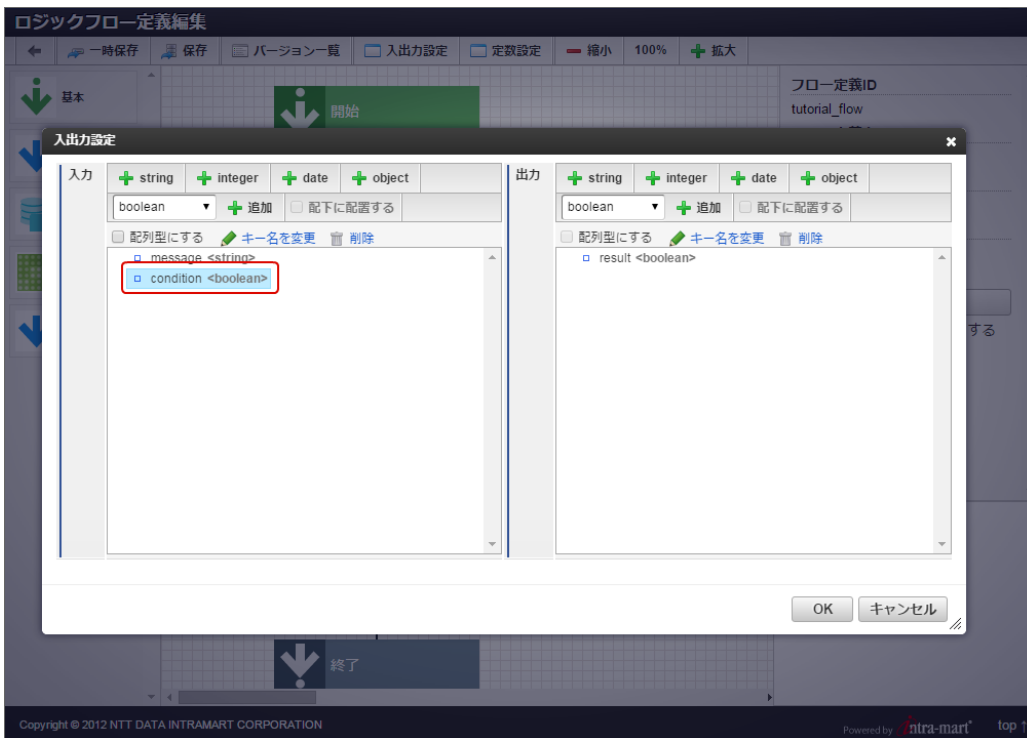 ロジックフロー定義編集
一時保存 保存 バージョン一覧 入出力設定 定数設定 縮小 100% 拡大
基本
開始
フロー定義ID
tutorial_flow
入出力設定
入力
string integer date object
boolean 追加 配下に配置する
配列型にする キー名を変更 削除
message <string>
condition <boolean>
出力
string integer date object
boolean 追加 配下に配置する
配列型にする キー名を変更 削除
result <boolean>
する
OK キャンセル
終了
Copyright © 2012 NTT DATA INTRAMART CORPORATION
Powered by intra-mart
top ↑